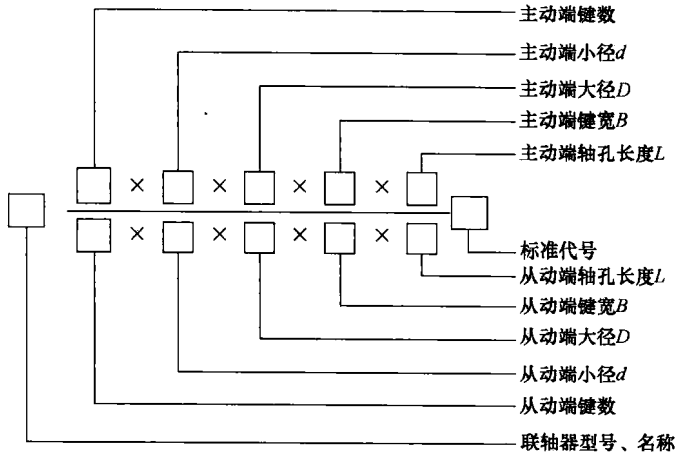 主动端键数
主动端小径d
主动端大径D
主动端键宽B
主动端轴孔长度L
× × × ×
× × × ×
标准代号
从动端轴孔长度L
从动端键宽B
从动端大径D
从动端小径d
从动端键数
联轴器型号、名称